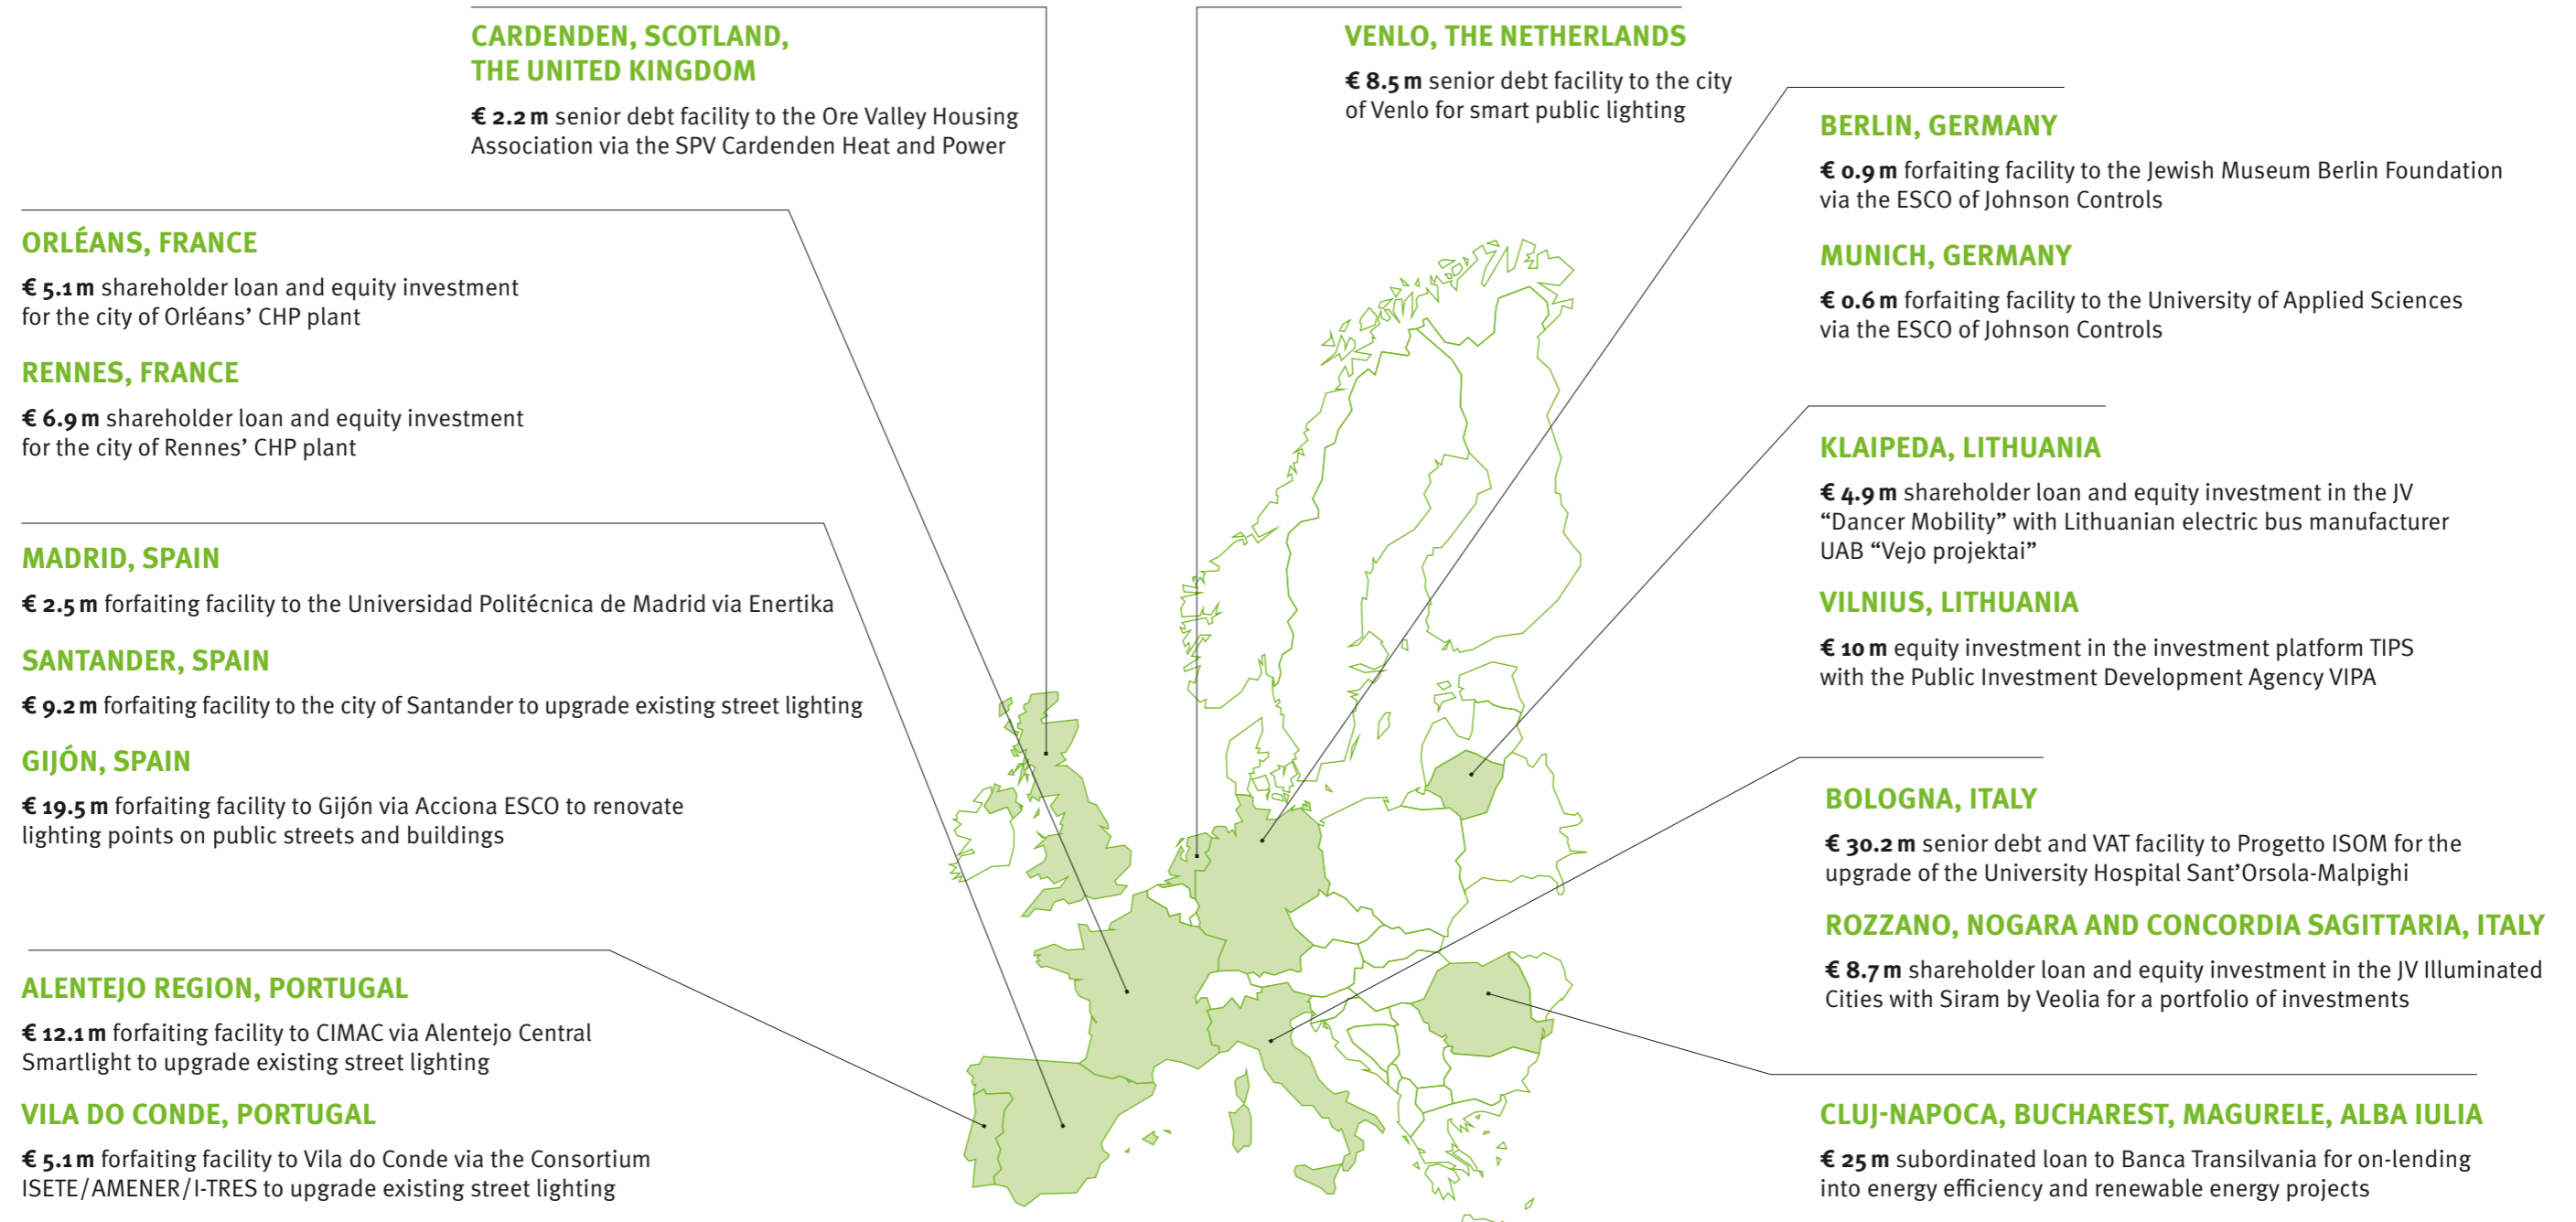 CARDENDEN, SCOTLAND,
THE UNITED KINGDOM
€ 2.2 m senior debt facility to the Ore Valley Housing
Association via the SPV Cardenden Heat and Power
VENLO, THE NETHERLANDS
€ 8.5 m senior debt facility to the city
of Venlo for smart public lighting
ORLÉANS, FRANCE
€ 5.1 m shareholder loan and equity investment
for the city of Orléans’ CHP plant
RENNES, FRANCE
€ 6.9 m shareholder loan and equity investment
for the city of Rennes’ CHP plant
MADRID, SPAIN
€ 2.5 m forfaiting facility to the Universidad Politécnica de Madrid via Enertika
SANTANDER, SPAIN
€ 9.2 m forfaiting facility to the city of Santander to upgrade existing street lighting
GIJÓN, SPAIN
€ 19.5 m forfaiting facility to Gijón via Acciona ESCO to renovate
lighting points on public streets and buildings
ALENTEJO REGION, PORTUGAL
€ 12.1 m forfaiting facility to CIMAC via Alentejo Central
Smartlight to upgrade existing street lighting
VILA DO CONDE, PORTUGAL
€ 5.1 m forfaiting facility to Vila do Conde via the Consortium
ISETE/AMENER/I-TRES to upgrade existing street lighting
BERLIN, GERMANY
€ 0.9 m forfaiting facility to the Jewish Museum Berlin Foundation
via the ESCO of Johnson Controls
MUNICH, GERMANY
€ 0.6 m forfaiting facility to the University of Applied Sciences
via the ESCO of Johnson Controls
KLAIPEDA, LITHUANIA
€ 4.9 m shareholder loan and equity investment in the JV
“Dancer Mobility” with Lithuanian electric bus manufacturer
UAB “Vejo projektai”
VILNIUS, LITHUANIA
€ 10 m equity investment in the investment platform TIPS
with the Public Investment Development Agency VIPA
BOLOGNA, ITALY
€ 30.2 m senior debt and VAT facility to Progetto ISOM for the
upgrade of the University Hospital Sant’Orsola-Malpighi
ROZZANO, NOGARA AND CONCORDIA SAGITTARIA, ITALY
€ 8.7 m shareholder loan and equity investment in the JV Illuminated
Cities with Siram by Veolia for a portfolio of investments
CLUJ-NAPOCA, BUCHAREST, MAGURELE, ALBA IULIA
€ 25 m subordinated loan to Banca Transilvania for on-lending
into energy efficiency and renewable energy projects